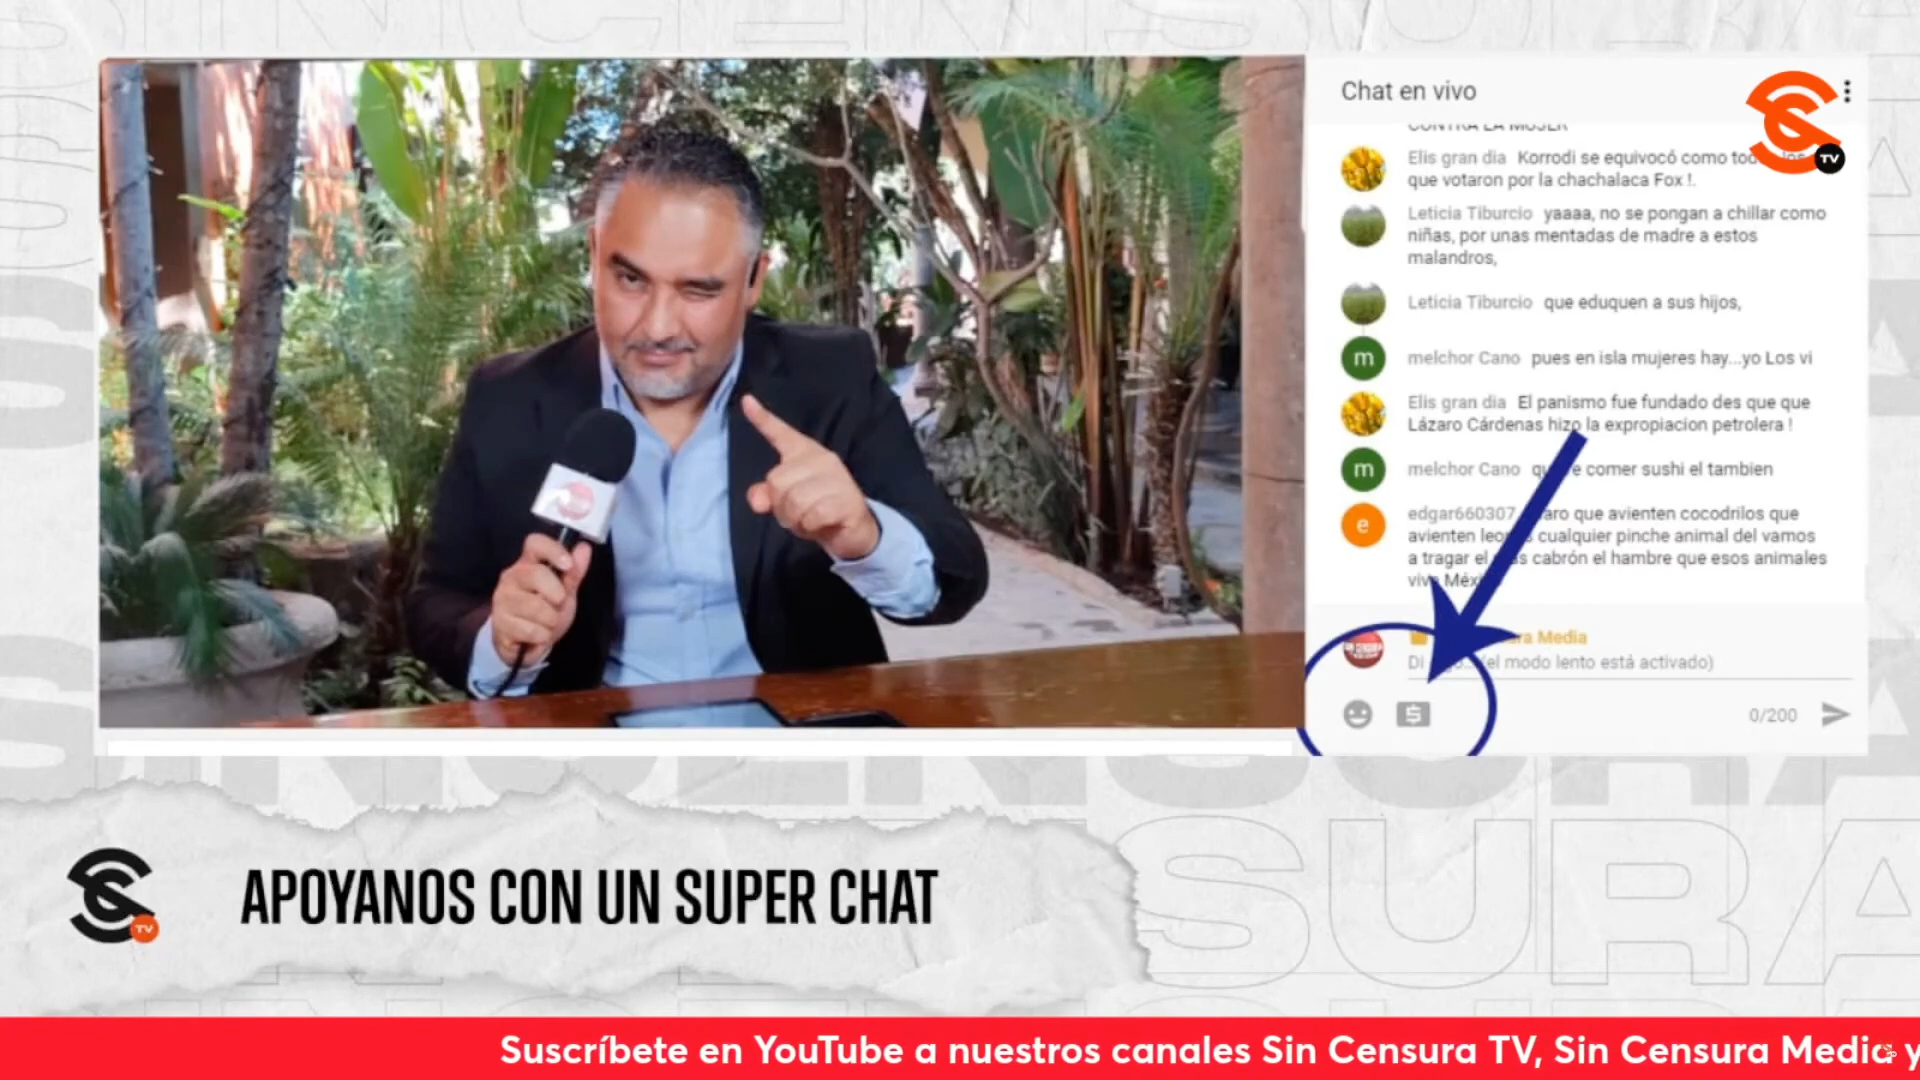 Chat en vivo
CONTRA LA MUJER
Elis gran dia Korrodi se equivocó como
que votaron por la chachalaca Fox !.
Leticia Tiburcio yaaaa, no se pongan a chillar como
niñas, por unas mentadas de madre a estos
malandros,
Leticia Tiburcio que eduquen a sus hijos,
m melchor Cano pues en isla mujeres hay...yo Los vi
Elis gran dia El panismo fue fundado des que que
Lázaro Cárdenas hizo la expropiacion petrolera !
m melchor Cano comer sushi el tambien
e edgar660307 que avienten cocodrilos que
avienten cualquier pinche animal del vamos
a tragar el cabrón el hambre que esos animales
Media
(el modo lento está activado)
0/200
TV
APOYANOS CON UN SUPER CHAT
TV
SINCENSURA
SURA
Suscríbete en YouTube a nuestros canales Sin Censura TV, Sin Censura Media y